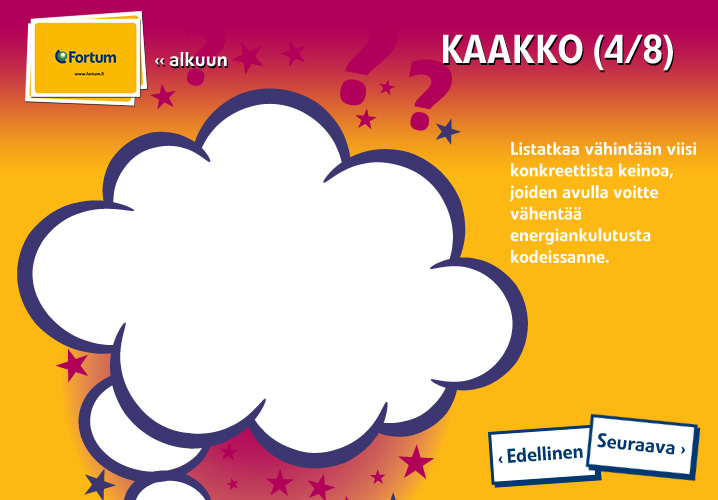 Fortum
www.fortum.fi
‹‹ alkuun
? ? ?
KAAKKO (4/8)
Listatkaa vähintään viisi
konkreettista keinoa,
joiden avulla voitte
vähentää
energiankulutusta
kodeissanne.
‹ Edellinen
Seuraava ›